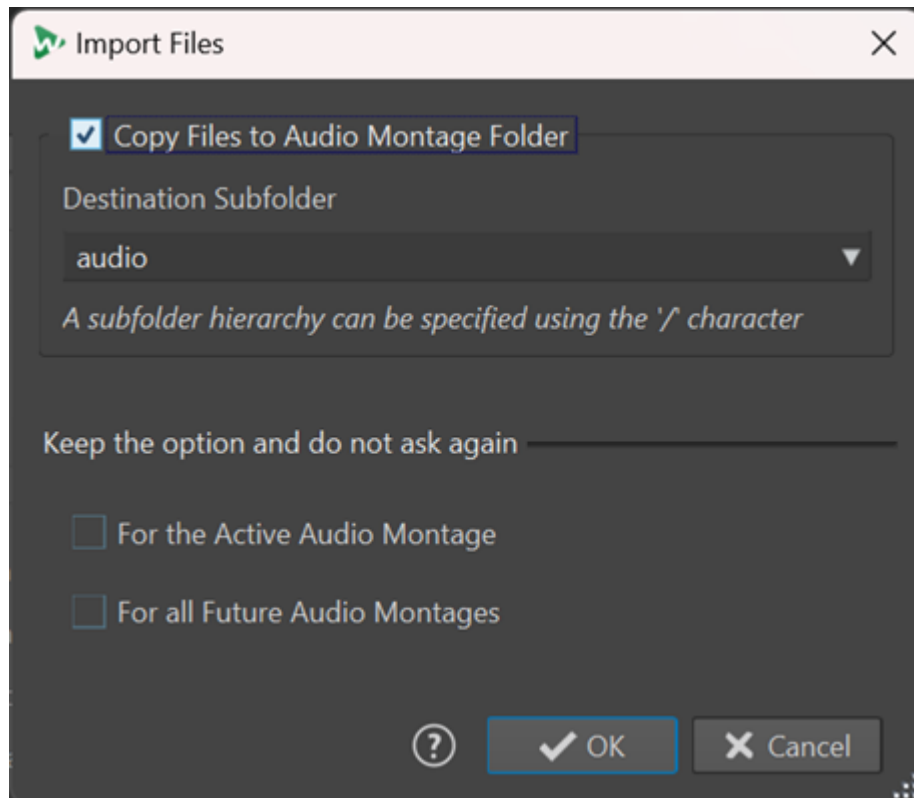 Import Files
Copy Files to Audio Montage Folder
Destination Subfolder
audio
A subfolder hierarchy can be specified using the '/' character
Keep the option and do not ask again
For the Active Audio Montage
For all Future Audio Montages
? OK Cancel